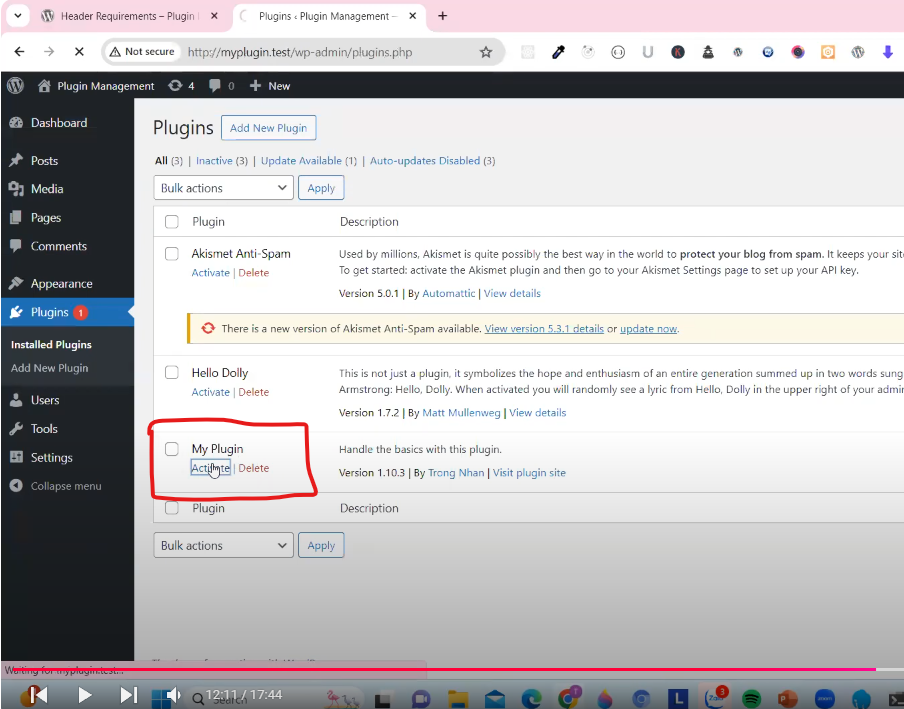 Header Requirements – Plugin
Plugins ‹ Plugin Management –
Not secure
http://myplugin.test/wp-admin/plugins.php
Plugin Management
4
0
New
Dashboard
Posts
Media
Pages
Comments
Appearance
Plugins 1
Installed Plugins
Add New Plugin
Users
Tools
Settings
Collapse menu
Plugins
Add New Plugin
All (3) | Inactive (3) | Update Available (1) | Auto-updates Disabled (3)
Bulk actions
Apply
Plugin
Description
Akismet Anti-Spam
Activate | Delete
Used by millions, Akismet is quite possibly the best way in the world to protect your blog from spam. It keeps your
To get started: activate the Akismet plugin and then go to your Akismet Settings page to set up your API key.
Version 5.0.1 | By Automattic | View details
There is a new version of Akismet Anti-Spam available. View version 5.3.1 details or update now.
Hello Dolly
Activate | Delete
This is not just a plugin, it symbolizes the hope and enthusiasm of an entire generation summed up in two words sung
Armstrong: Hello, Dolly. When activated you will randomly see a lyric from Hello, Dolly in the upper right of your
Version 1.7.2 | By Matt Mullenweg | View details
My Plugin
Activate | Delete
Handle the basics with this plugin.
Version 1.10.3 | By Trong Nhan | Visit plugin site
Plugin
Description
Bulk actions
Apply
Waiting for myplugin.test...
12:11 / 17:44
Search